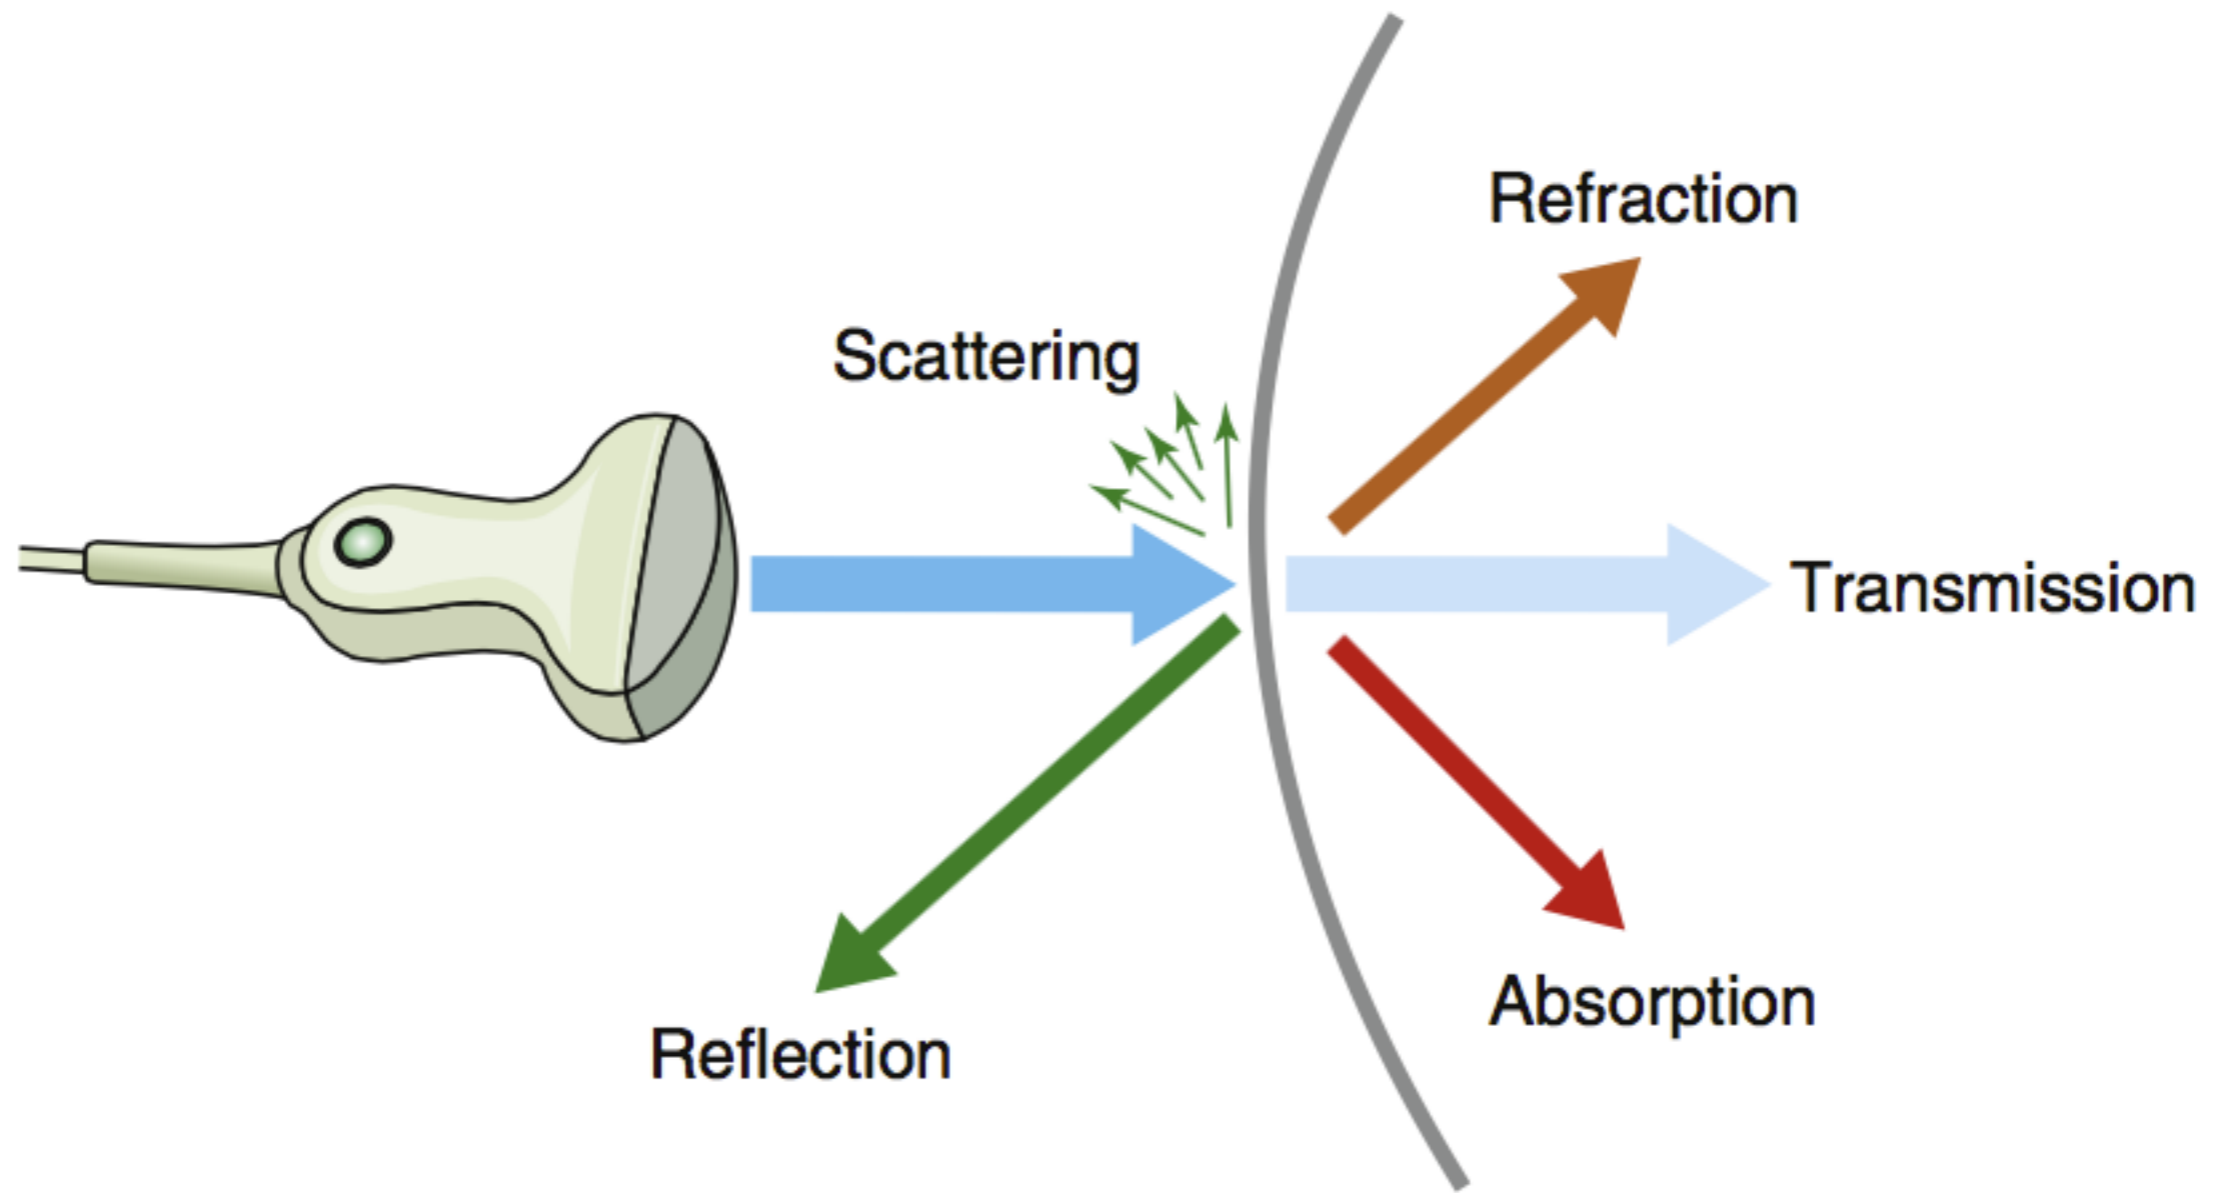 Refraction
Scattering
Transmission
Absorption
Reflection